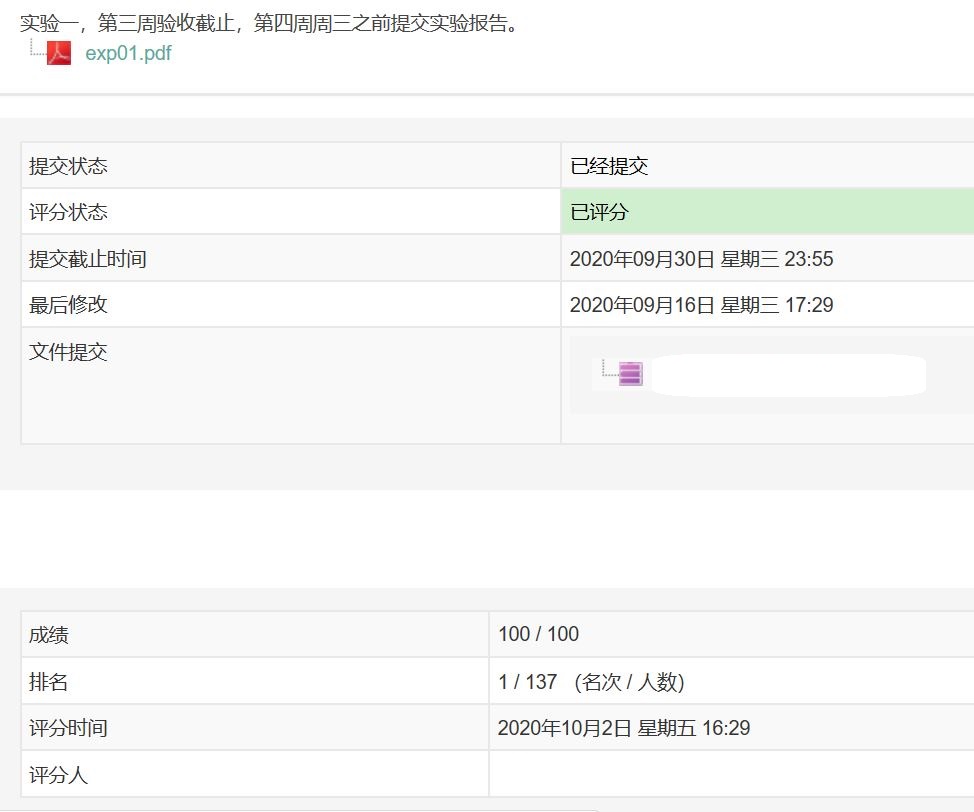 实验一，第三周验收截止，第四周周三之前提交实验报告。
exp01.pdf
提交状态 已经提交
评分状态 已评分
提交截止时间 2020年09月30日 星期三 23:55
最后修改 2020年09月16日 星期三 17:29
文件提交
成绩 100 / 100
排名 1 / 137 (名次 / 人数)
评分时间 2020年10月2日 星期五 16:29
评分人